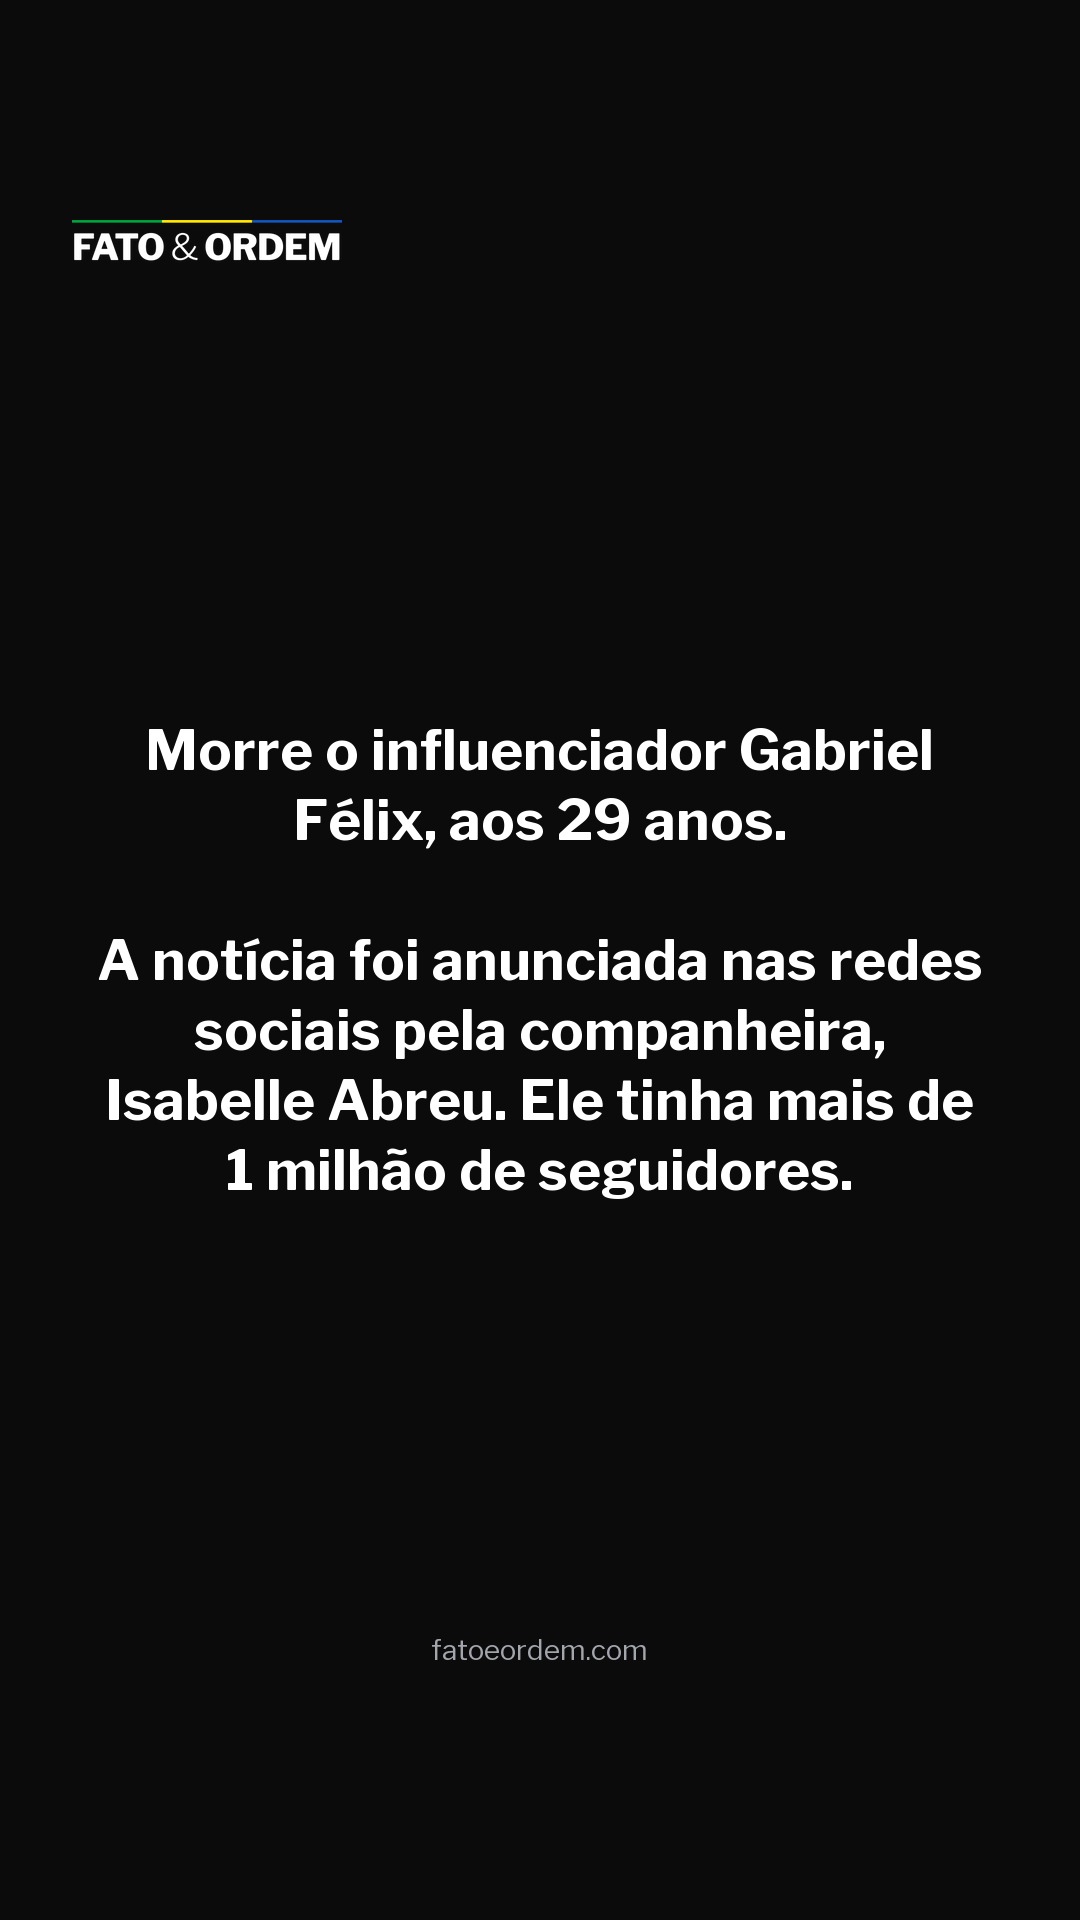 FATO & ORDEM
Morre o influenciador Gabriel
Félix, aos 29 anos.
A notícia foi anunciada nas redes
sociais pela companheira,
Isabelle Abreu. Ele tinha mais de
1 milhão de seguidores.
fatoeordem.com